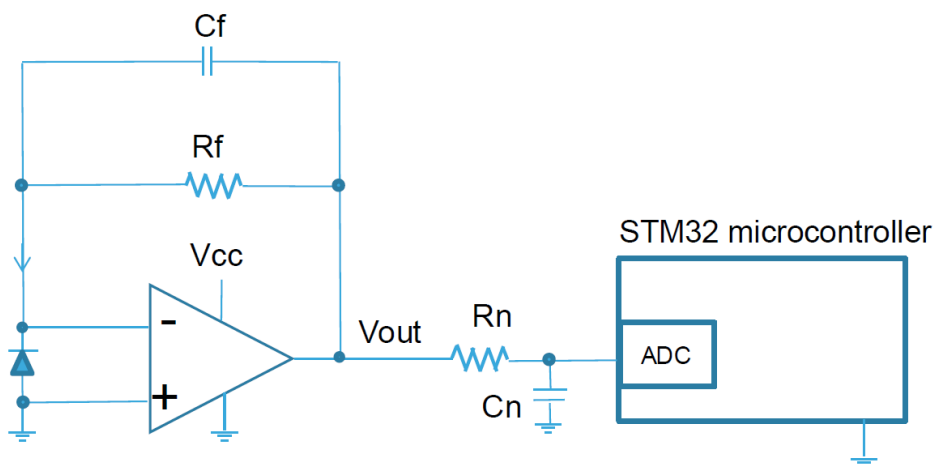 Cf
Rf
STM32 microcontroller
Vcc
-
Vout
Rn
ADC
+
Cn